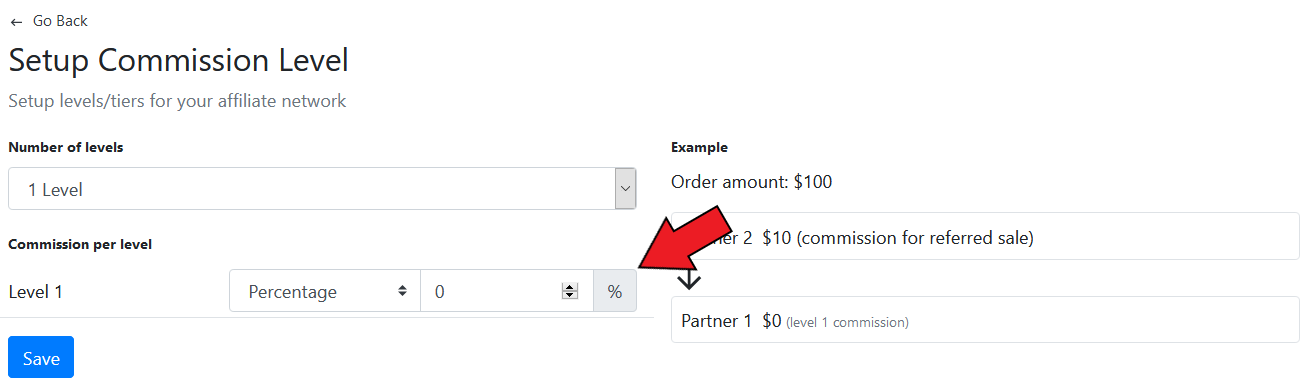 ← Go Back
Setup Commission Level
Setup levels/tiers for your affiliate network
Number of levels
1 Level
Commission per level
Level 1 Percentage 0 %
Save
Example
Order amount: $100
2 $10 (commission for referred sale)
Partner 1 $0 (level 1 commission)